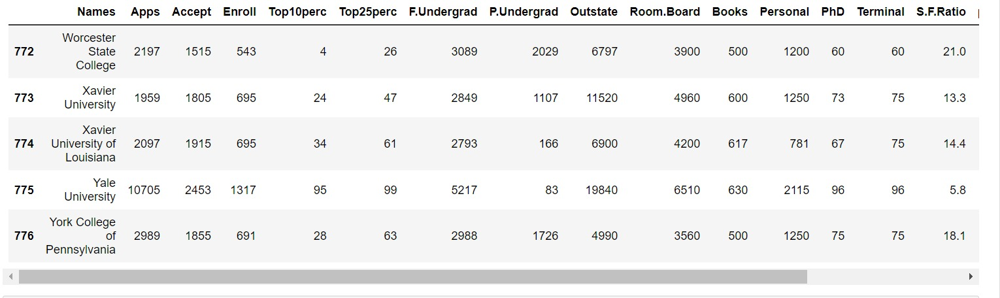 Names Apps Accept Enroll Top10perc Top25perc F.Undergrad P.Undergrad Outstate Room.Board Books Personal PhD Terminal S.F.Ratio
772 Worcester State College 2197 1515 543 4 26 3089 2029 6797 3900 500 1200 60 60 21.0
773 Xavier University 1959 1805 695 24 47 2849 1107 11520 4960 600 1250 73 75 13.3
774 Xavier University of Louisiana 2097 1915 695 34 61 2793 166 6900 4200 617 781 67 75 14.4
775 Yale University 10705 2453 1317 95 99 5217 83 19840 6510 630 2115 96 96 5.8
776 York College of Pennsylvania 2989 1855 691 28 63 2988 1726 4990 3560 500 1250 75 75 18.1